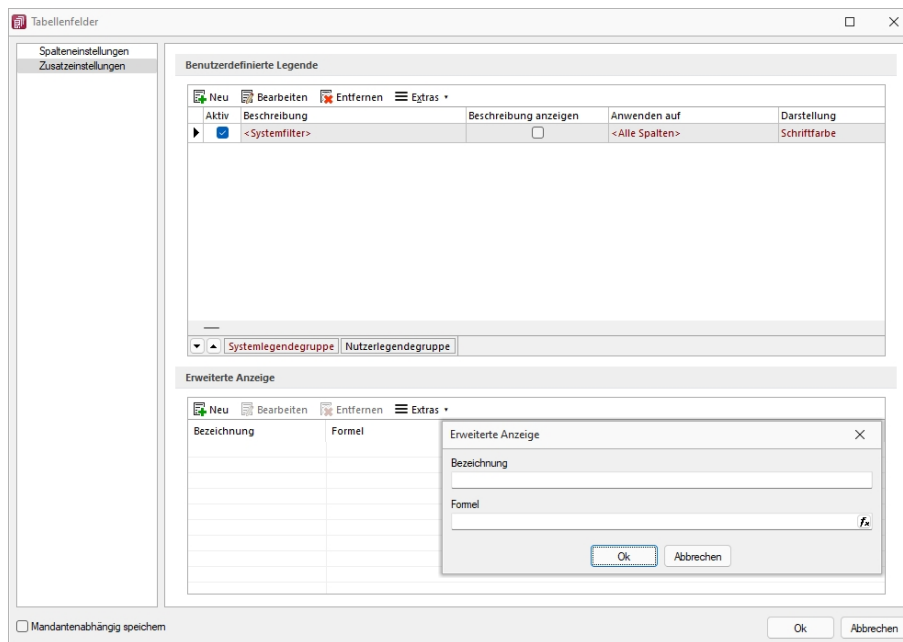 Tabellenfelder
Spalteneinstellungen
Zusatzeinstellungen
Benutzerdefinierte Legende
Neu Bearbeiten Entfernen Extras
Aktiv Beschreibung Beschreibung anzeigen Anwenden auf Darstellung
<Systemfilter> <Alle Spalten> Schriftfarbe
Systemlegendegruppe Nutzerlegendegruppe
Erweiterte Anzeige
Neu Bearbeiten Entfernen Extras
Bezeichnung Formel
Erweiterte Anzeige
Bezeichnung
Formel
fx
Ok Abbrechen
Mandantenabhängig speichern
Ok Abbrechen